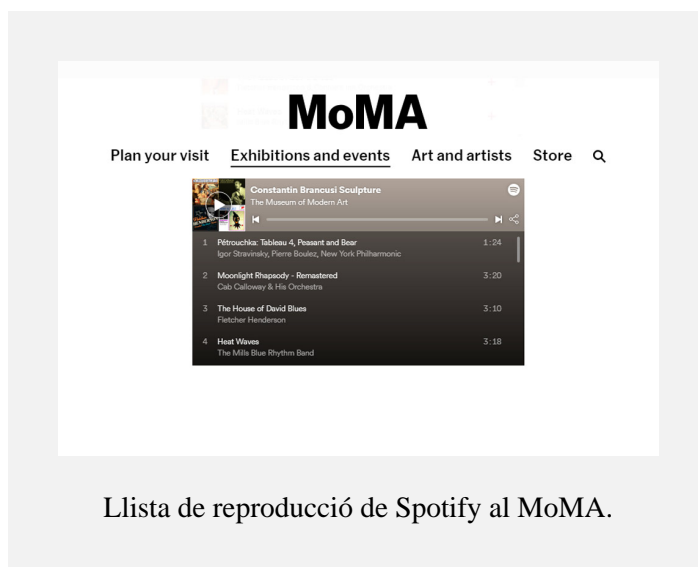 MoMA
Plan your visit Exhibitions and events Art and artists Store
Constantin Brancusi Sculpture
The Museum of Modern Art
1 Pétrouchka: Tableau 4, Peasant and Bear 1:24
Igor Stravinsky, Pierre Boulez, New York Philharmonic
2 Moonlight Rhapsody - Remastered 3:20
Cab Calloway & His Orchestra
3 The House of David Blues 3:10
Fletcher Henderson
4 Heat Waves 3:18
The Mills Blue Rhythm Band
Llista de reproducció de Spotify al MoMA.